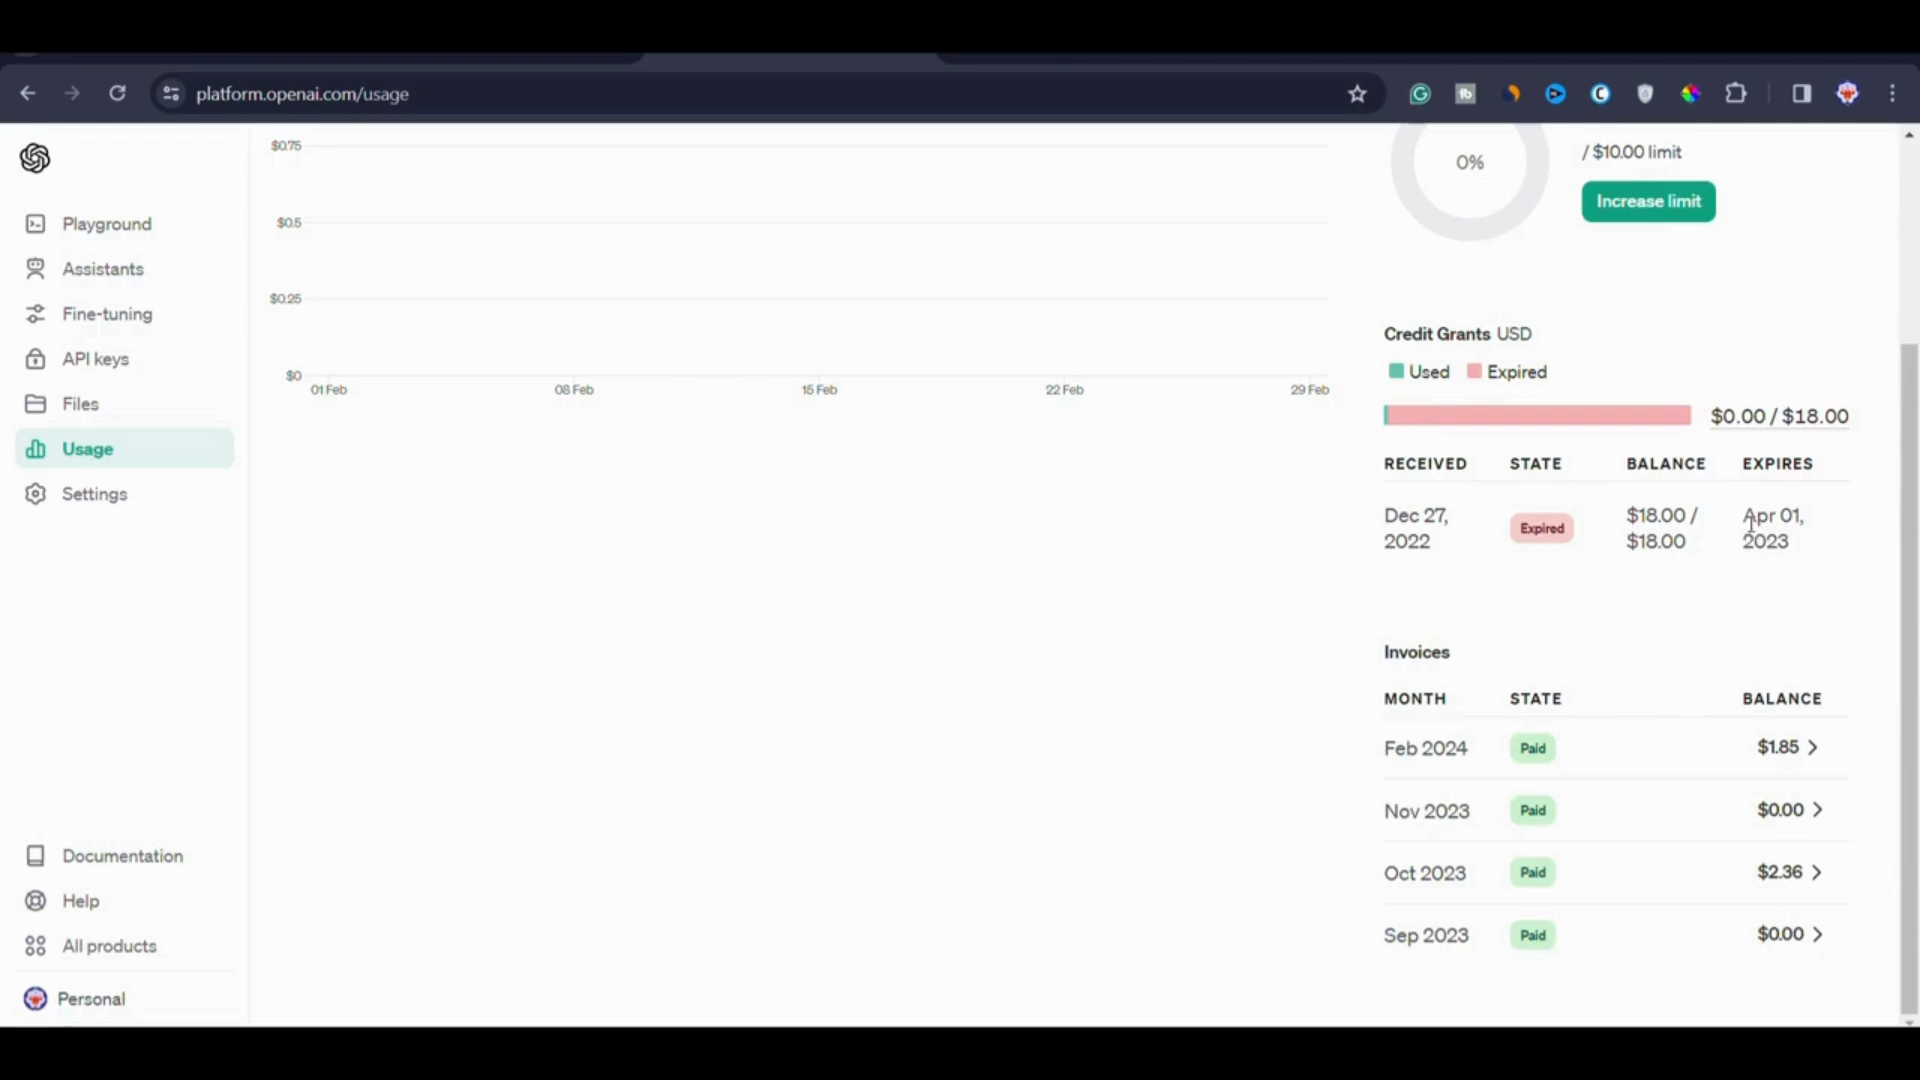 platform.openai.com/usage
Playground
Assistants
Fine-tuning
API keys
Files
Usage
Settings
Documentation
Help
All products
Personal
$0.75
$0.5
$0.25
$0
01 Feb
08 Feb
15 Feb
22 Feb
29 Feb
0%
/ $10.00 limit
Increase limit
Credit Grants USD
Used Expired
$0.00 / $18.00
RECEIVED STATE BALANCE EXPIRES
Dec 27, 2022
Expired
$18.00 / $18.00
Apr 01, 2023
Invoices
MONTH STATE BALANCE
Feb 2024 Paid $1.85
Nov 2023 Paid $0.00
Oct 2023 Paid $2.36
Sep 2023 Paid $0.00